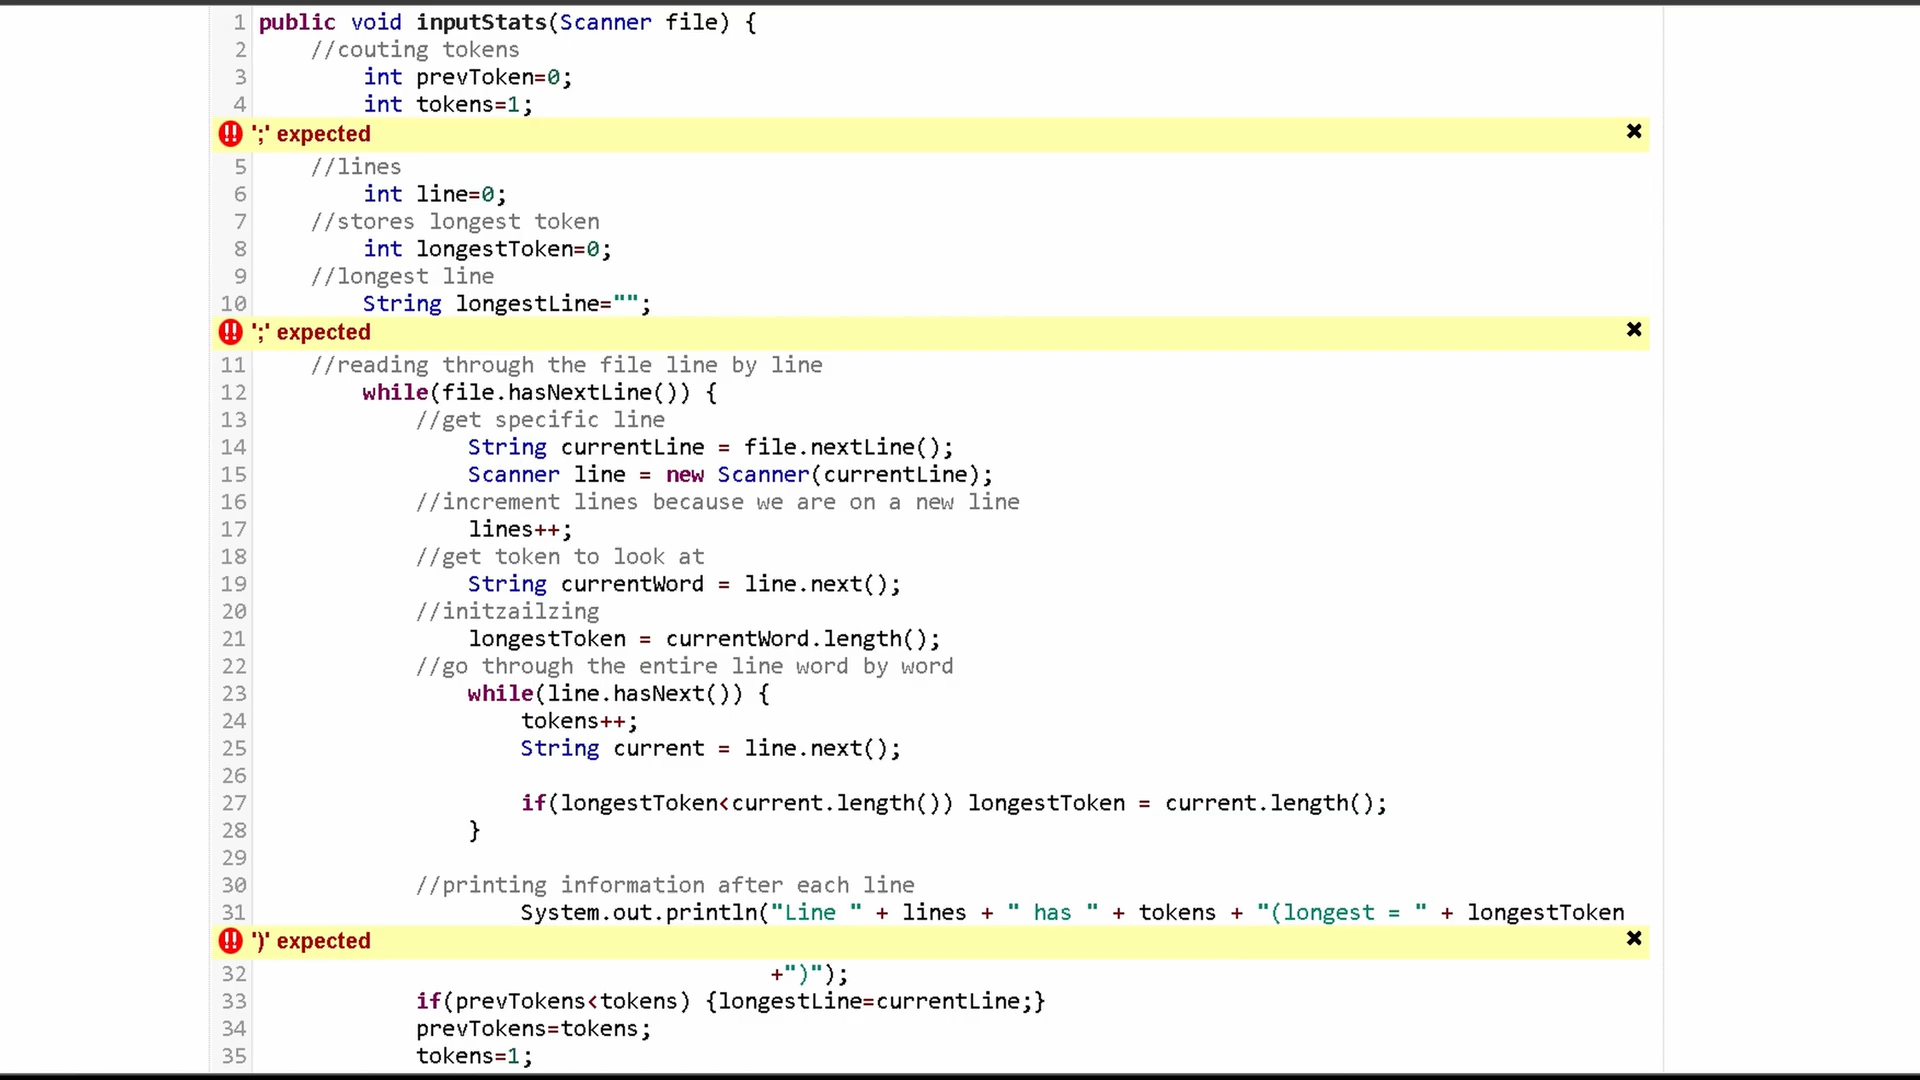 1 public void inputStats(Scanner file) {
2 //couting tokens
3 int prevToken=0;
4 int tokens=1;
!! ';' expected ✖
5 //lines
6 int line=0;
7 //stores longest token
8 int longestToken=0;
9 //longest line
10 String longestLine="";
!! ';' expected ✖
11 //reading through the file line by line
12 while(file.hasNextLine()) {
13 //get specific line
14 String currentLine = file.nextLine();
15 Scanner line = new Scanner(currentLine);
16 //increment lines because we are on a new line
17 lines++;
18 //get token to look at
19 String currentWord = line.next();
20 //initzailzing
21 longestToken = currentWord.length();
22 //go through the entire line word by word
23 while(line.hasNext()) {
24 tokens++;
25 String current = line.next();
26
27 if(longestToken<current.length()) longestToken = current.length();
28 }
29
30 //printing information after each line
31 System.out.println("Line " + lines + " has " + tokens + "(longest = " + longestToken
!! ')' expected ✖
32 +")");
33 if(prevTokens<tokens) {longestLine=currentLine;}
34 prevTokens=tokens;
35 tokens=1;